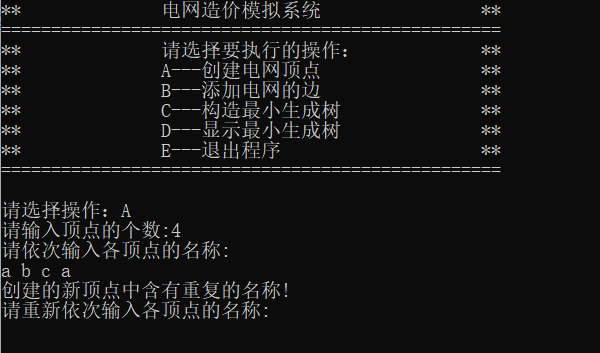 ** 电网造价模拟系统 **
==================================================
** 请选择要执行的操作: **
** A---创建电网顶点 **
** B---添加电网的边 **
** C---构造最小生成树 **
** D---显示最小生成树 **
** E---退出程序 **
==================================================
请选择操作: A
请输入顶点的个数:4
请依次输入各顶点的名称:
a b c a
创建的新顶点中含有重复的名称!
请重新依次输入各顶点的名称: